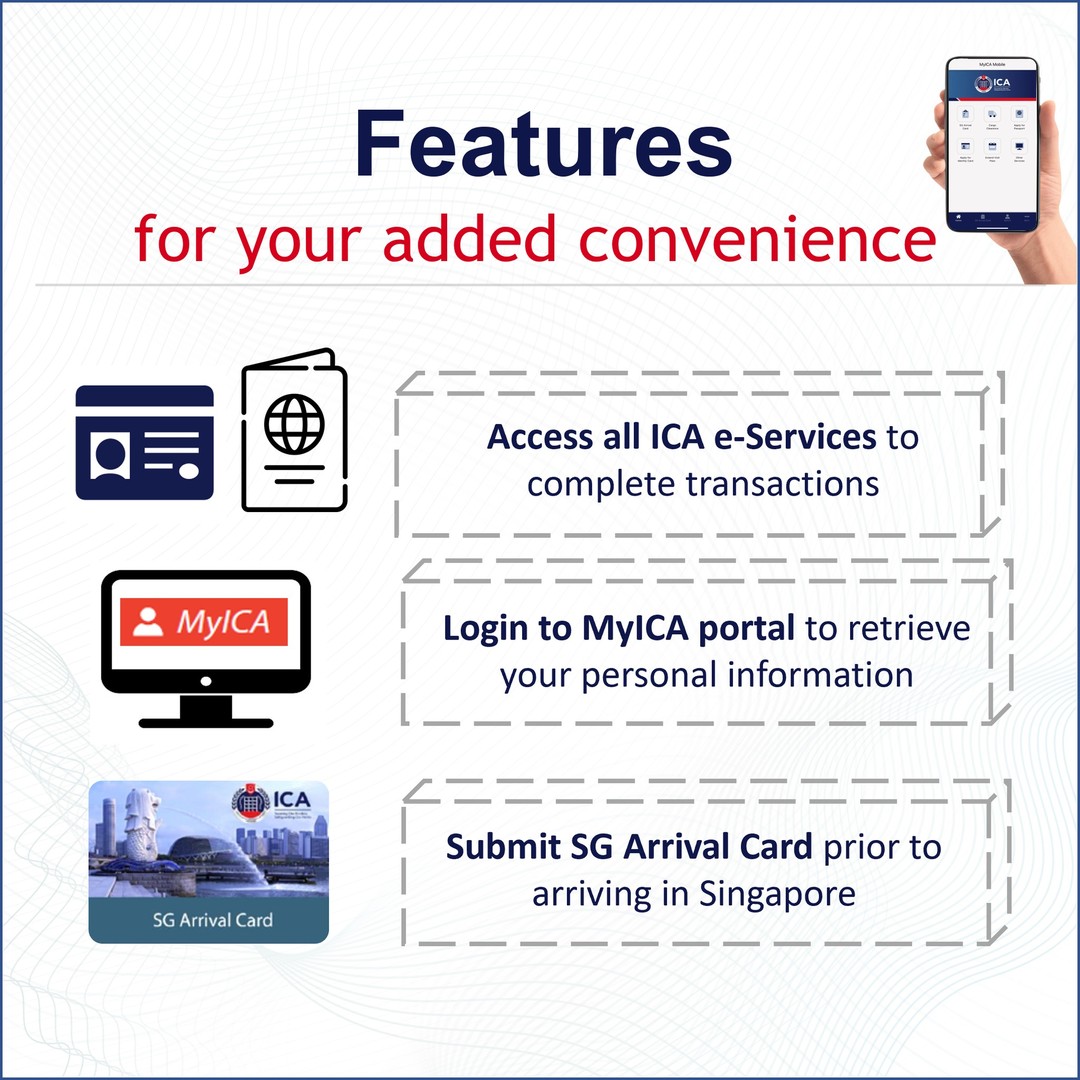 Features
for your added convenience
MyICA Mobile
ICA
Access all ICA e-Services to
complete transactions
MyICA
Login to MyICA portal to retrieve
your personal information
ICA
SG Arrival Card
Submit SG Arrival Card prior to
arriving in Singapore